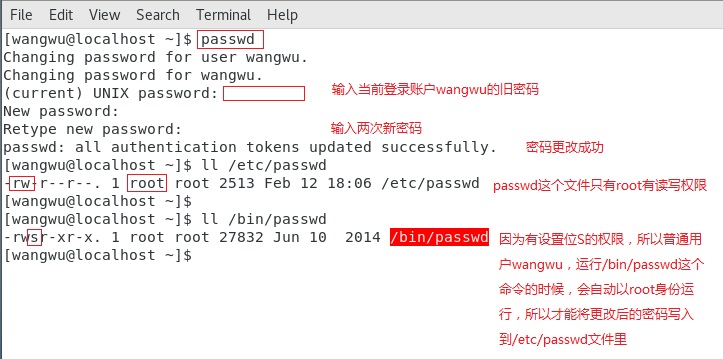 File Edit View Search Terminal Help
[wangwu@localhost ~]$ passwd
Changing password for user wangwu.
Changing password for wangwu.
(current) UNIX password: 输入当前登录账户wangwu的旧密码
New password:
Retype new password: 输入两次新密码
passwd: all authentication tokens updated successfully. 密码更改成功
[wangwu@localhost ~]$ ll /etc/passwd
-rw-r--r--. 1 root root 2513 Feb 12 18:06 /etc/passwd passwd这个文件只有root有读写权限
[wangwu@localhost ~]$
[wangwu@localhost ~]$ ll /bin/passwd
-rwsr-xr-x. 1 root root 27832 Jun 10  2014 /bin/passwd
[wangwu@localhost ~]$
因为有设置位S的权限，所以普通用
户wangwu，运行/bin/passwd这个
命令的时候，会自动以root身份运
行，所以才能将更改后的密码写入
到/etc/passwd文件里